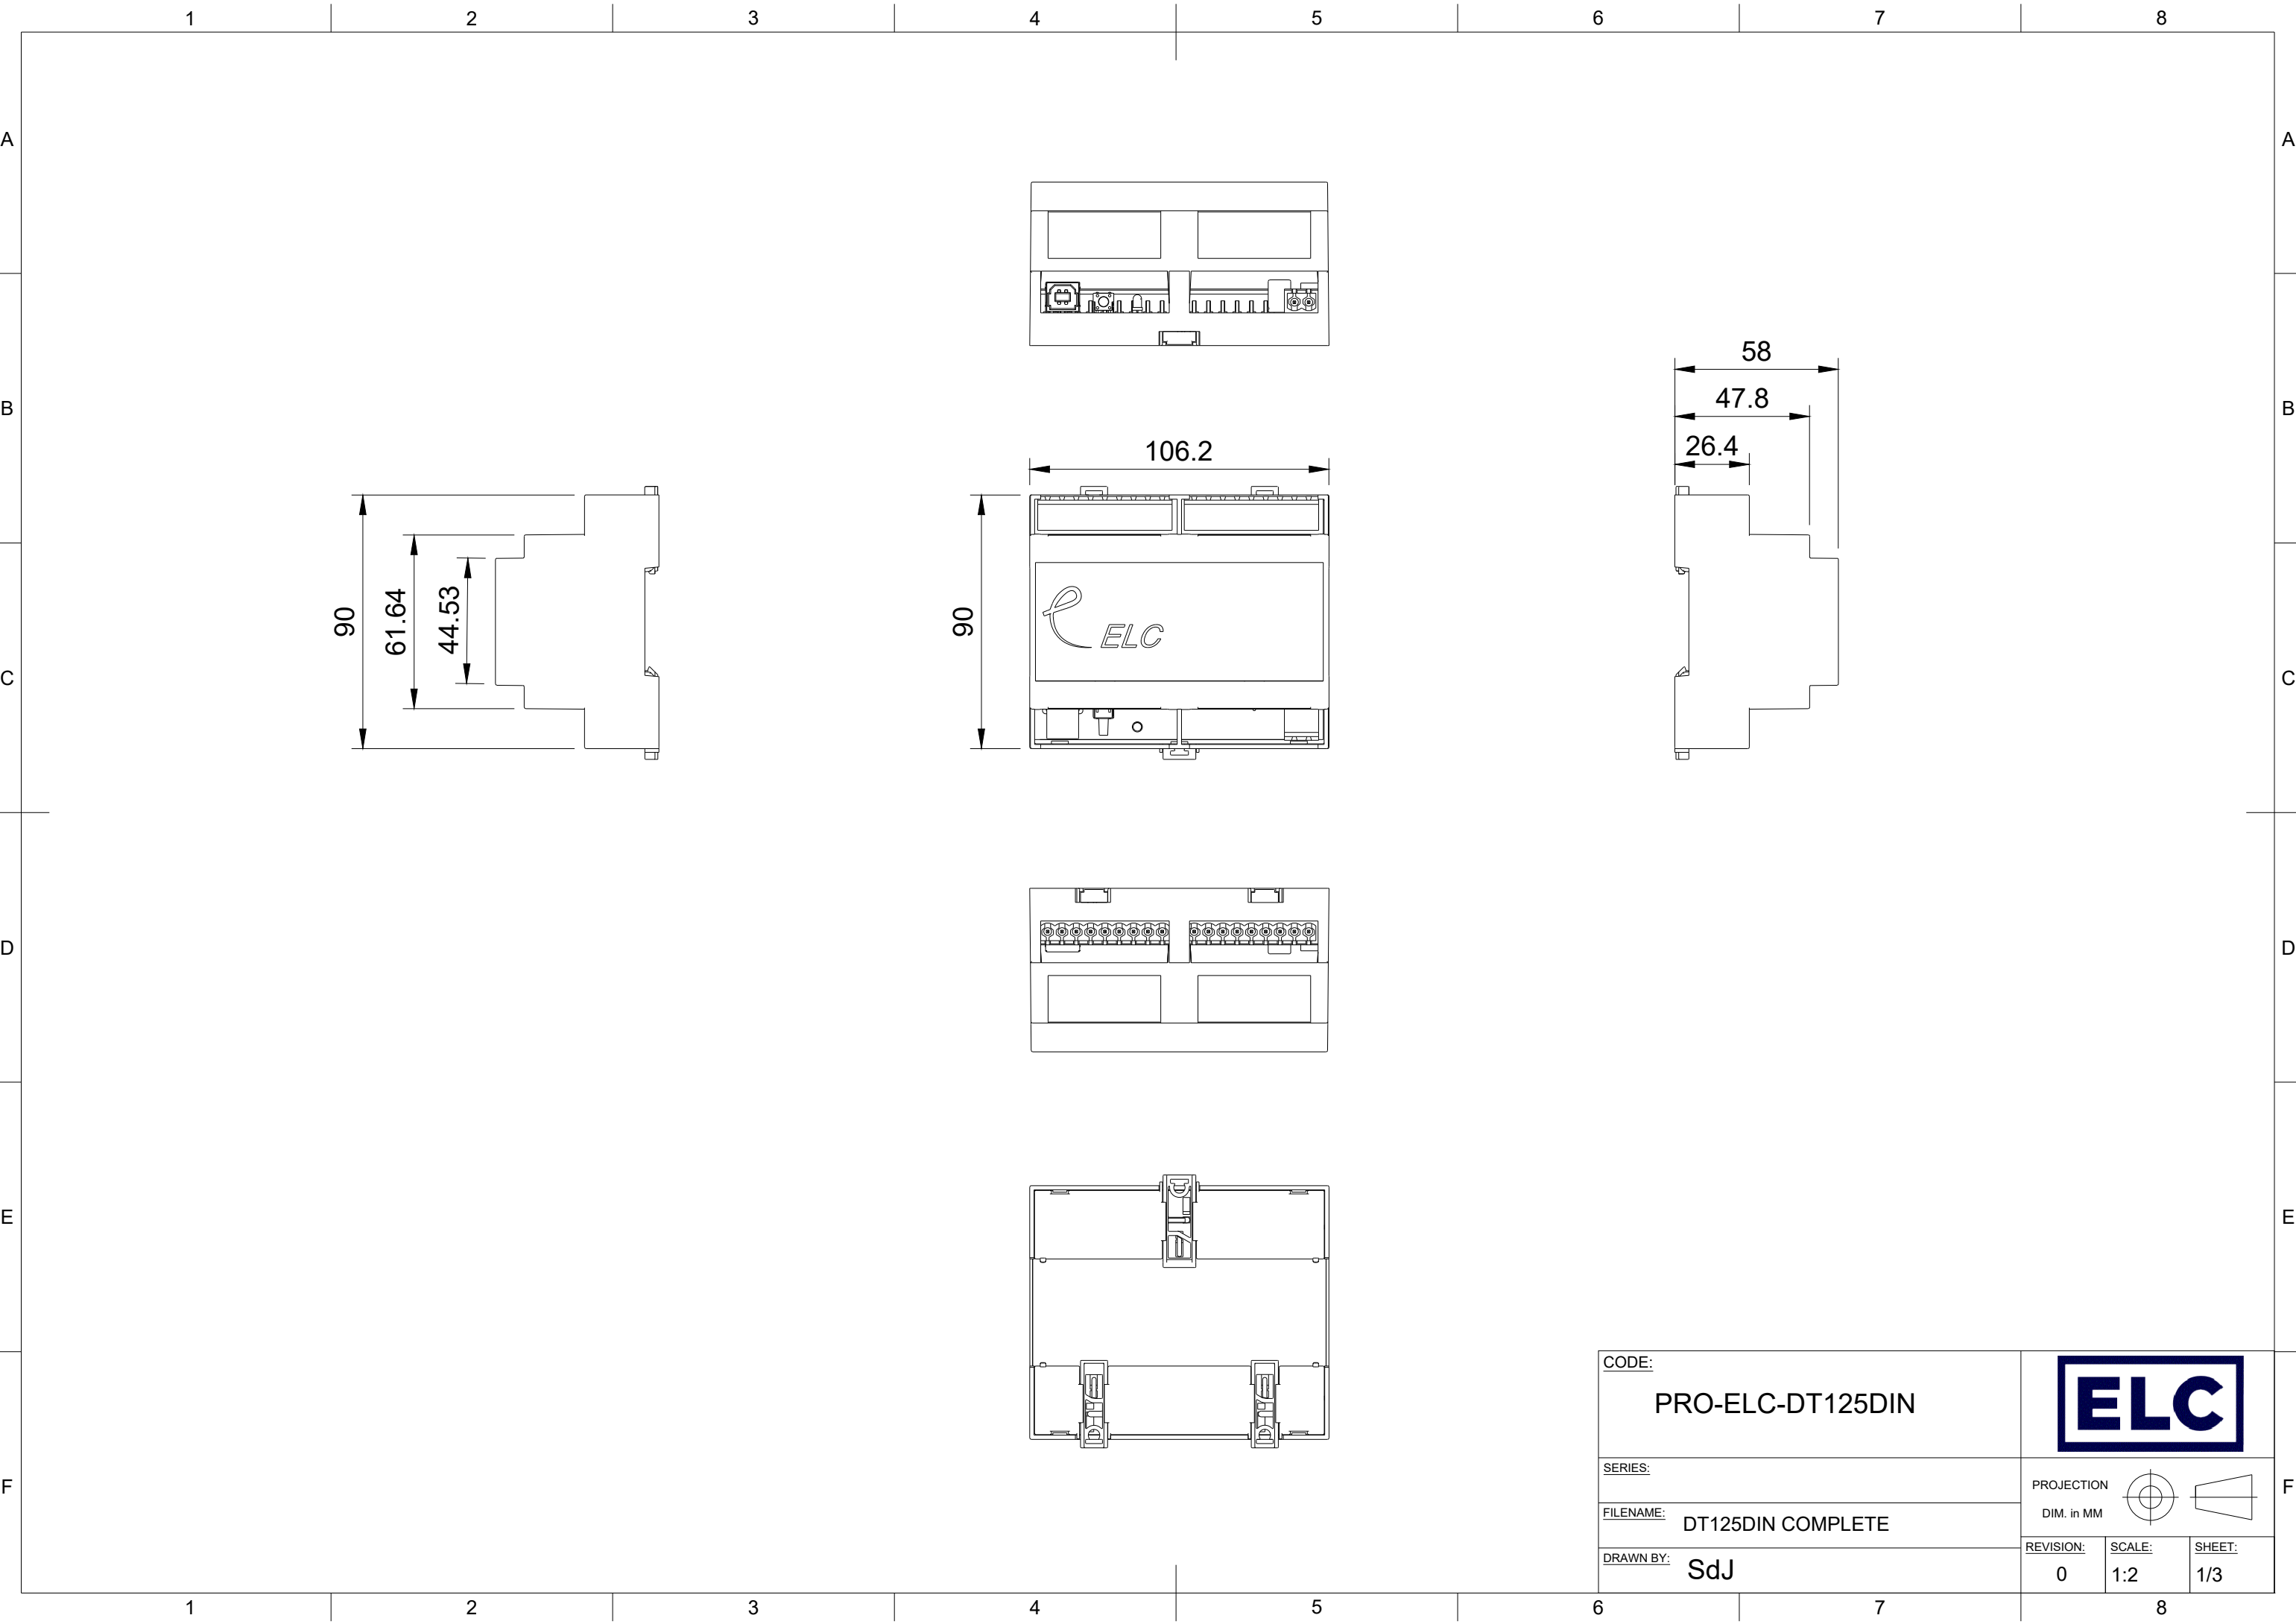 1 2 3 4 5 6 7 8
A A
58
B 47.8 B
106.2
26.4
90
61.64
44.53
90
ELC
C C
D D
E E
CODE:
PRO-ELC-DT125DIN
ELC
SERIES:
F PROJECTION F
DIM. in MM
FILENAME: DT125DIN COMPLETE
REVISION: SCALE: SHEET:
DRAWN BY: SdJ
0 1:2 1/3
1 2 3 4 5 6 7 8